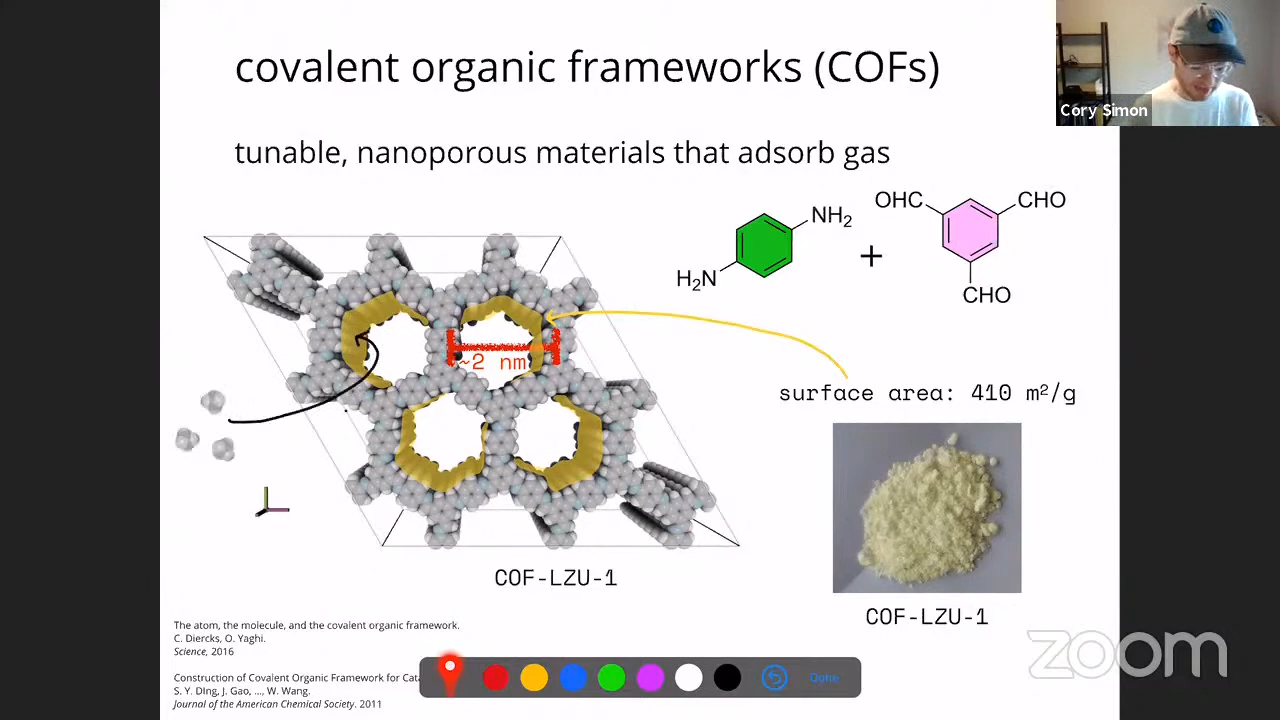 covalent organic frameworks (COFs)
Cory Simon
tunable, nanoporous materials that adsorb gas
NH₂
H₂N
+
OHC
CHO
CHO
~2 nm
surface area: 410 m²/g
COF-LZU-1
COF-LZU-1
The atom, the molecule, and the covalent organic framework.
C. Diercks, O. Yaghi.
Science, 2016
Construction of Covalent Organic Framework for Cat
S. Y. DIng, J. Gao, ..., W. Wang.
Journal of the American Chemical Society. 2011
Done
zoom